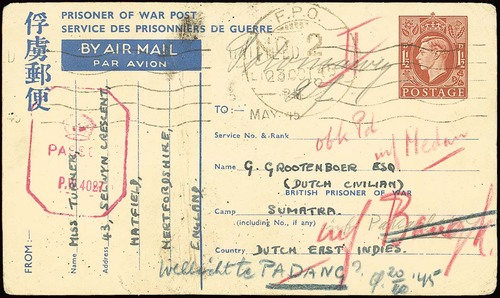 俘虜郵便
PRISONER OF WAR POST
SERVICE DES PRISONNIERS DE GUERRE
BY AIR MAIL
PAR AVION
F.P.O.
No. 2
MAY 45
POSTAGE
PASSED
P.W. 4087
FROM —
Name MISS TURNER,
Address 43, SELWYN CRESCENT,
HATFIELD,
HERTFORDSHIRE,
ENGLAND
TO:—
Service No. & Rank
Name G. GROOTENBOER ESQ.
(DUTCH CIVILIAN)
BRITISH PRISONER OF WAR
Camp SUMATRA.
(including No., if any)
Country DUTCH EAST INDIES.
Medan
wellicht te PADANG?